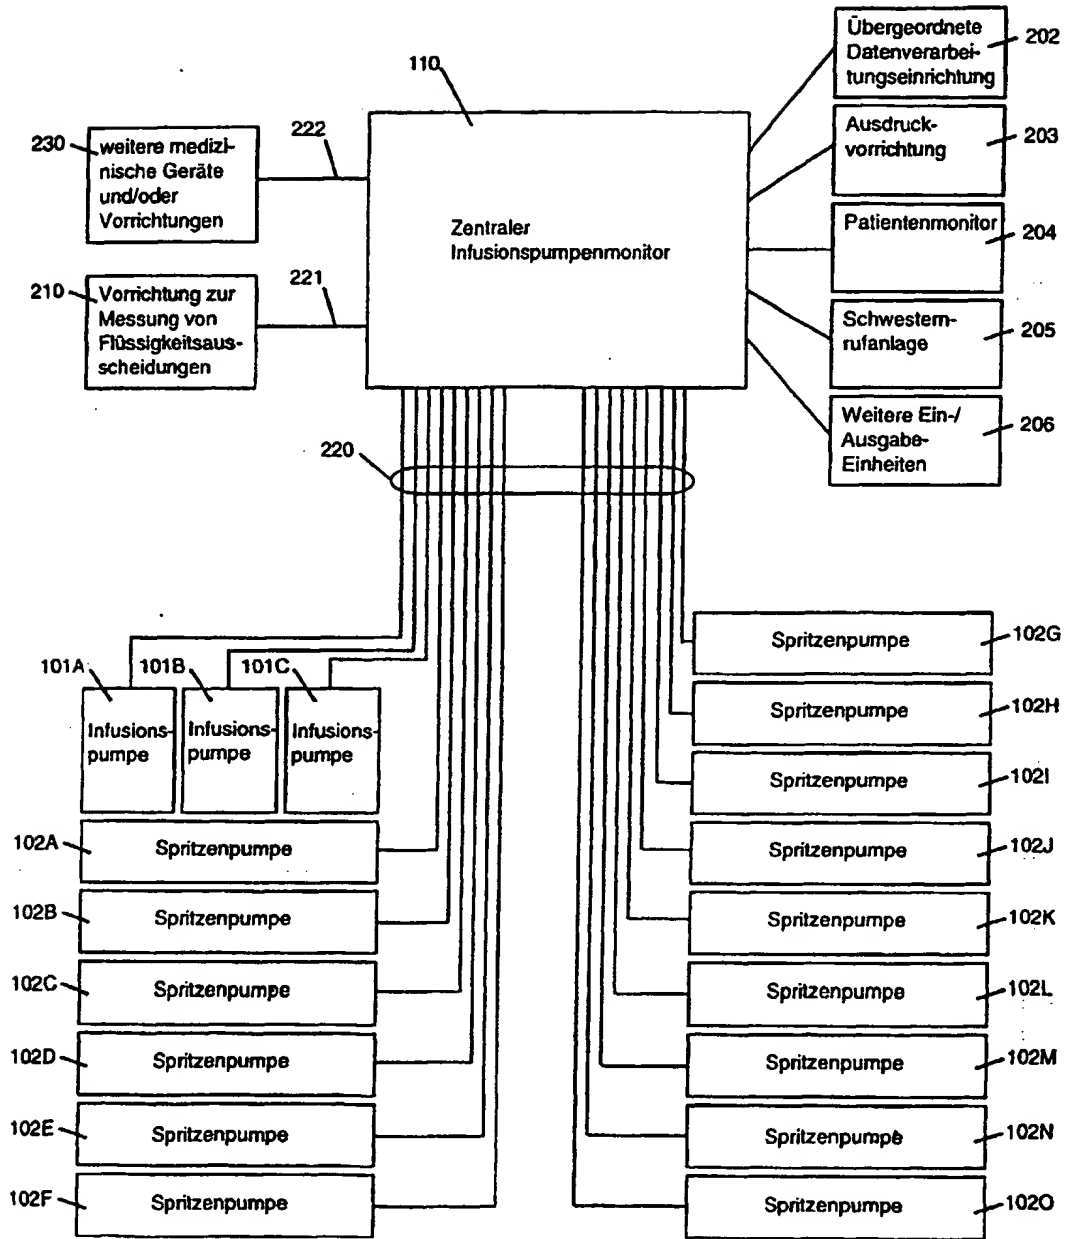 110
Übergeordnete
Datenverarbei-
tungseinrichtung
202
230
weitere medizi-
nische Geräte
und/oder
Vorrichtungen
222
Ausdruck-
vorrichtung
203
Zentraler
Infusionspumpenmonitor
Patientenmonitor
204
210
Vorrichtung zur
Messung von
Flüssigkeitsaus-
scheidungen
221
Schwestern-
rufanlage
205
Weitere Ein-/
Ausgabe-
Einheiten
206
220
101A
101B
101C
Infusions-
pumpe
Infusions-
pumpe
Infusions-
pumpe
102A
Spritzenpumpe
102B
Spritzenpumpe
102C
Spritzenpumpe
102D
Spritzenpumpe
102E
Spritzenpumpe
102F
Spritzenpumpe
Spritzenpumpe
102G
Spritzenpumpe
102H
Spritzenpumpe
102I
Spritzenpumpe
102J
Spritzenpumpe
102K
Spritzenpumpe
102L
Spritzenpumpe
102M
Spritzenpumpe
102N
Spritzenpumpe
102O